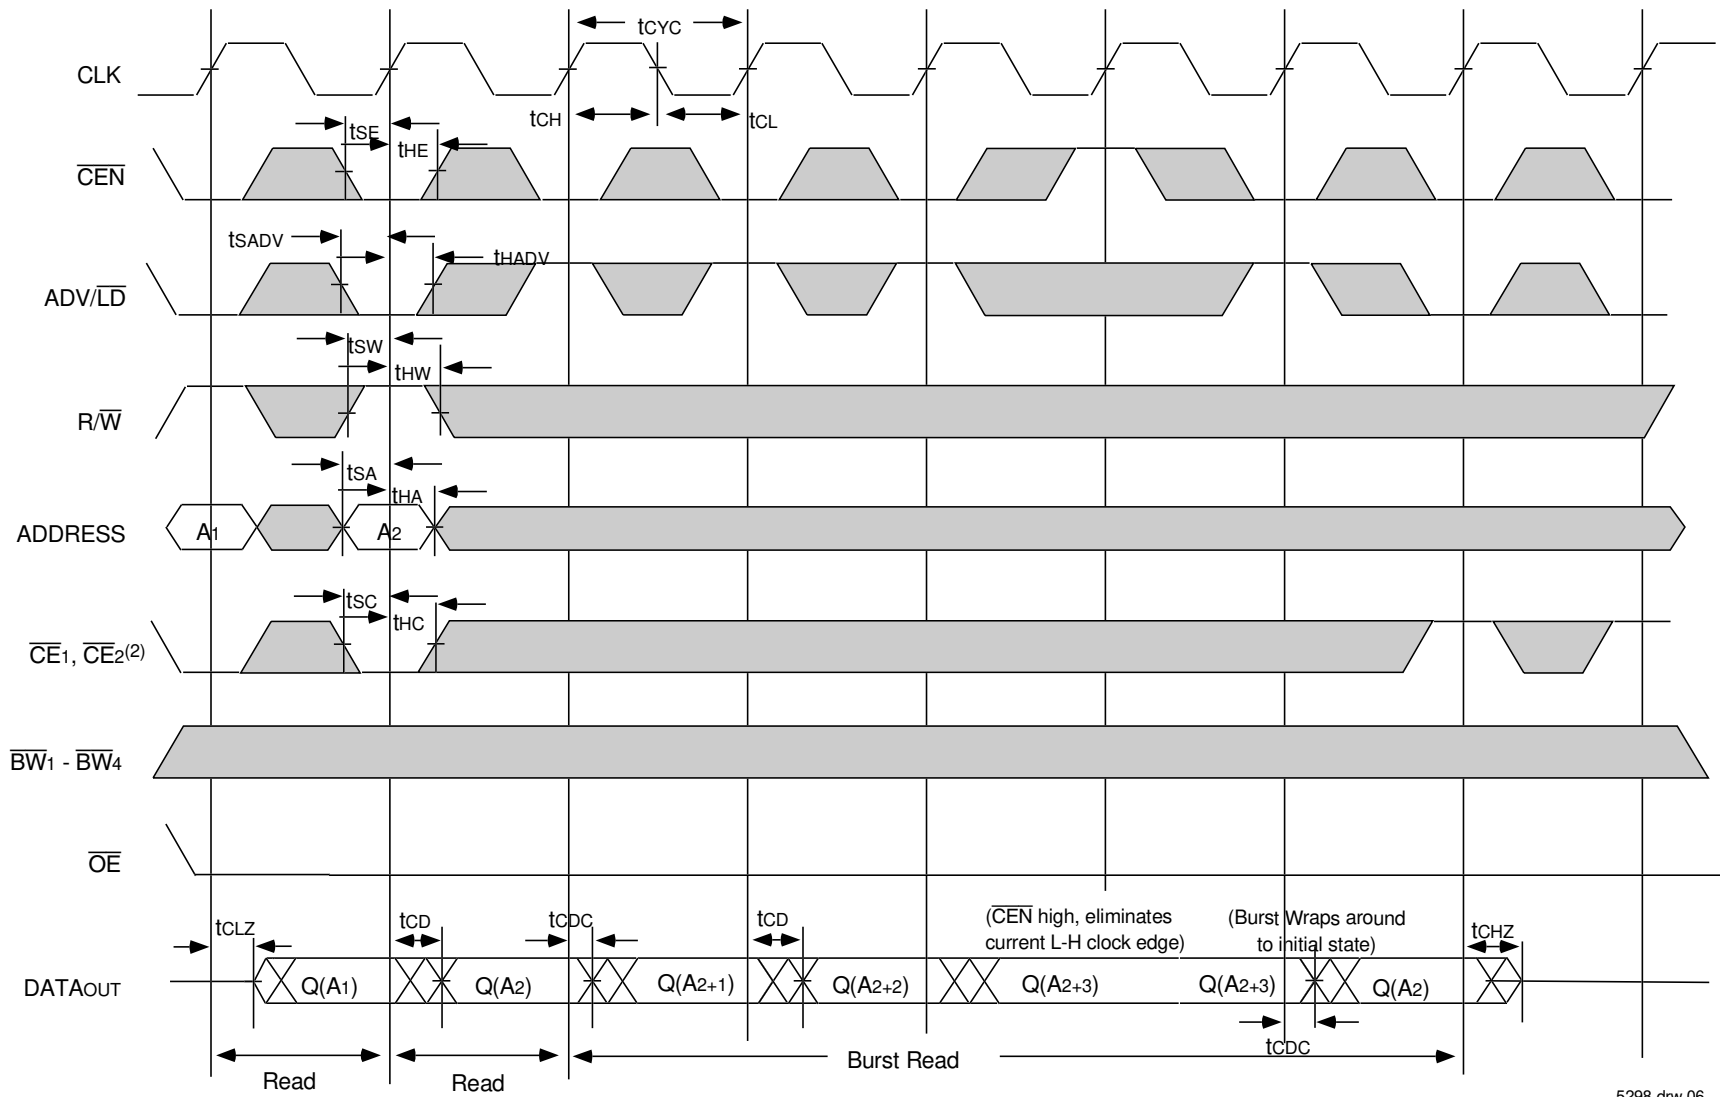 tCYC
CLK
tCH
tCL
tSE
tHE
CEN
tSADV
tHADV
ADV/LD
tSW
tHW
R/W
tSA
tHA
ADDRESS
A1
A2
tSC
tHC
CE1, CE2(2)
BW1 - BW4
OE
tCLZ
tCD
tCDC
tCD
(CEN high, eliminates
current L-H clock edge)
(Burst Wraps around
to initial state)
tCHZ
DATAOUT
Q(A1)
Q(A2)
Q(A2+1)
Q(A2+2)
Q(A2+3)
Q(A2+3)
Q(A2)
tCDC
Read
Read
Burst Read
5298 drw 06